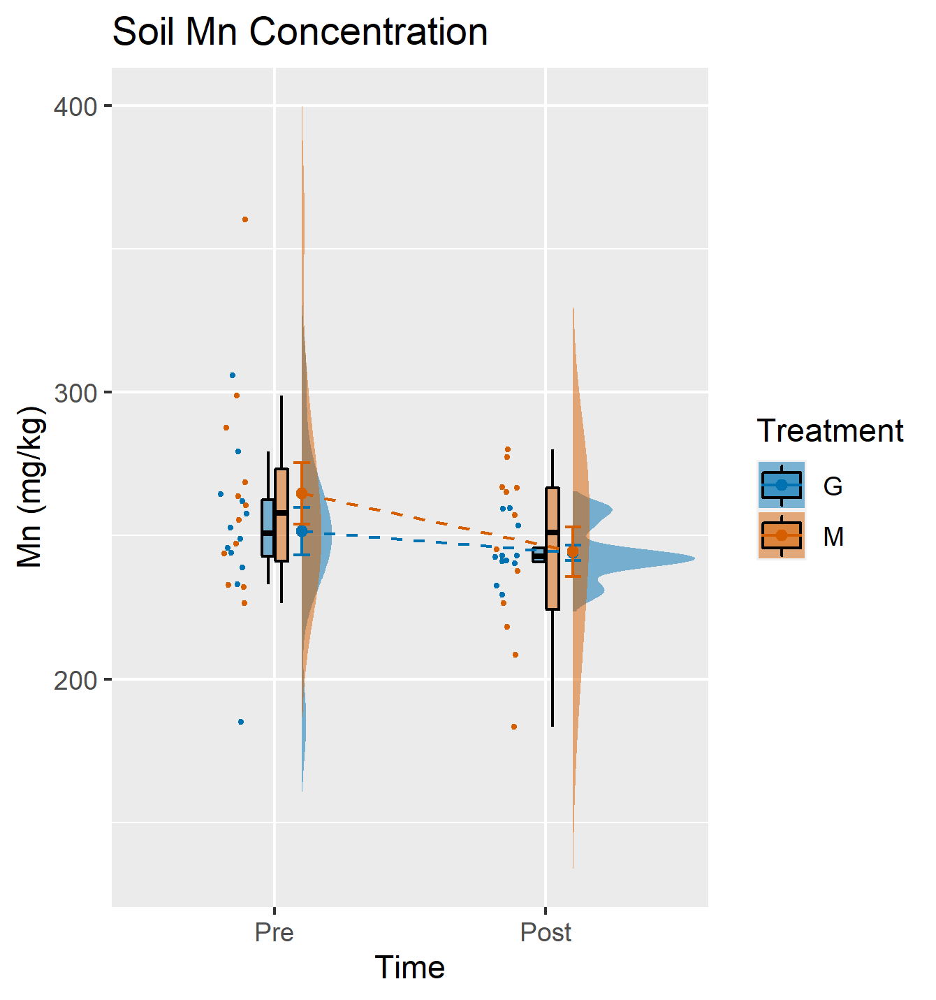 Soil Mn Concentration
400
300
200
Mn (mg/kg)
Pre
Post
Time
Treatment
G
M